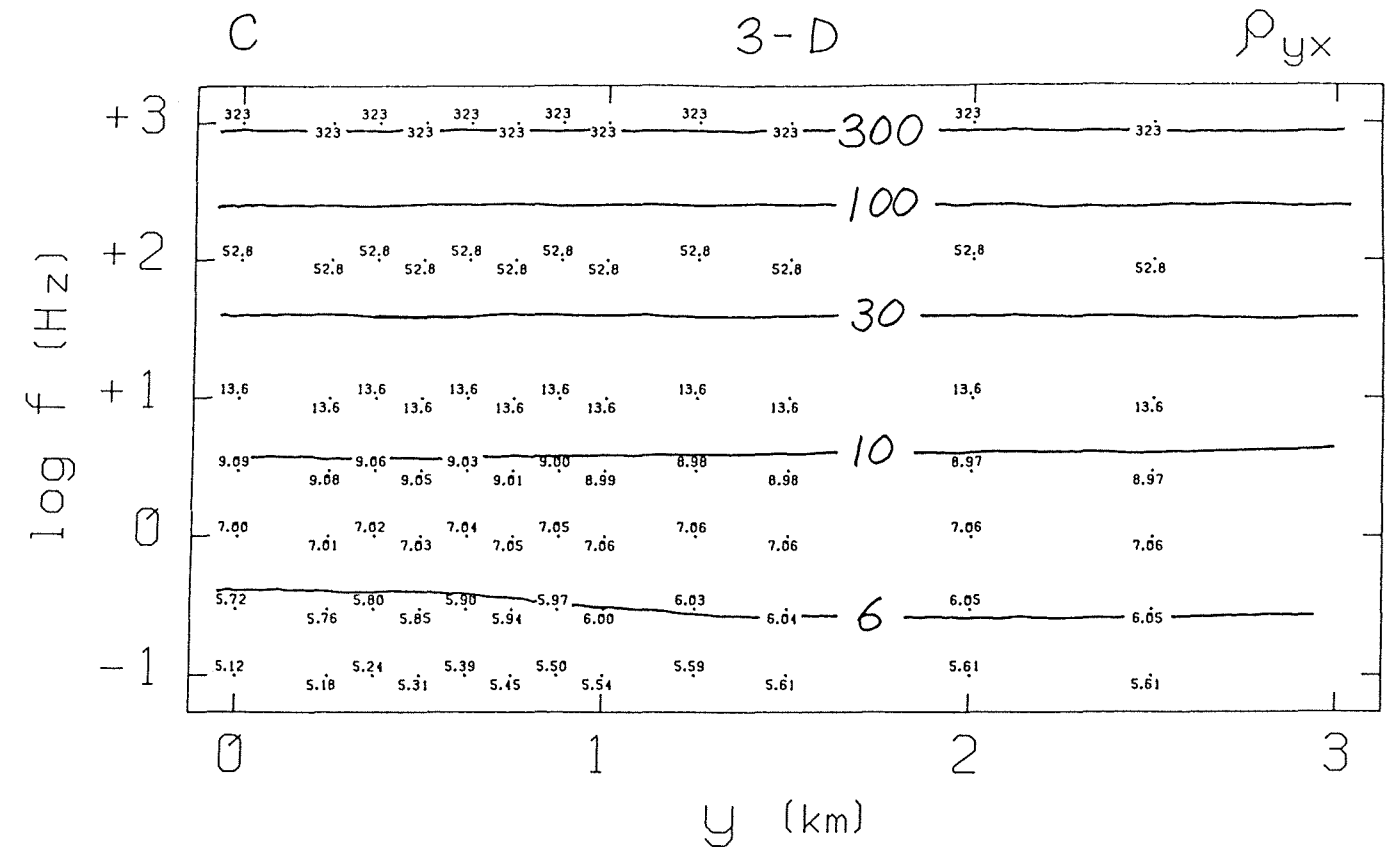 C 3-D ρyx
+3 323 323 323 323 323 323 323 323 323 323 323 323
300
100
+2 52.8 52.8 52.8 52.8 52.8 52.8 52.8 52.8 52.8 52.8 52.8 52.8
30
+1 13.6 13.6 13.6 13.6 13.6 13.6 13.6 13.6 13.6 13.6 13.6 13.6
10
9.09 9.08 9.06 9.05 9.03 9.01 9.00 8.99 8.98 8.98 8.97 8.97
0 7.00 7.01 7.02 7.03 7.04 7.05 7.05 7.06 7.06 7.06 7.06 7.06
5.72 5.76 5.80 5.85 5.90 5.94 5.97 6.00 6.03 6.04 6.05 6.05
6
-1 5.12 5.18 5.24 5.31 5.39 5.45 5.50 5.54 5.59 5.61 5.61 5.61
log f (Hz)
0 1 2 3
y (km)